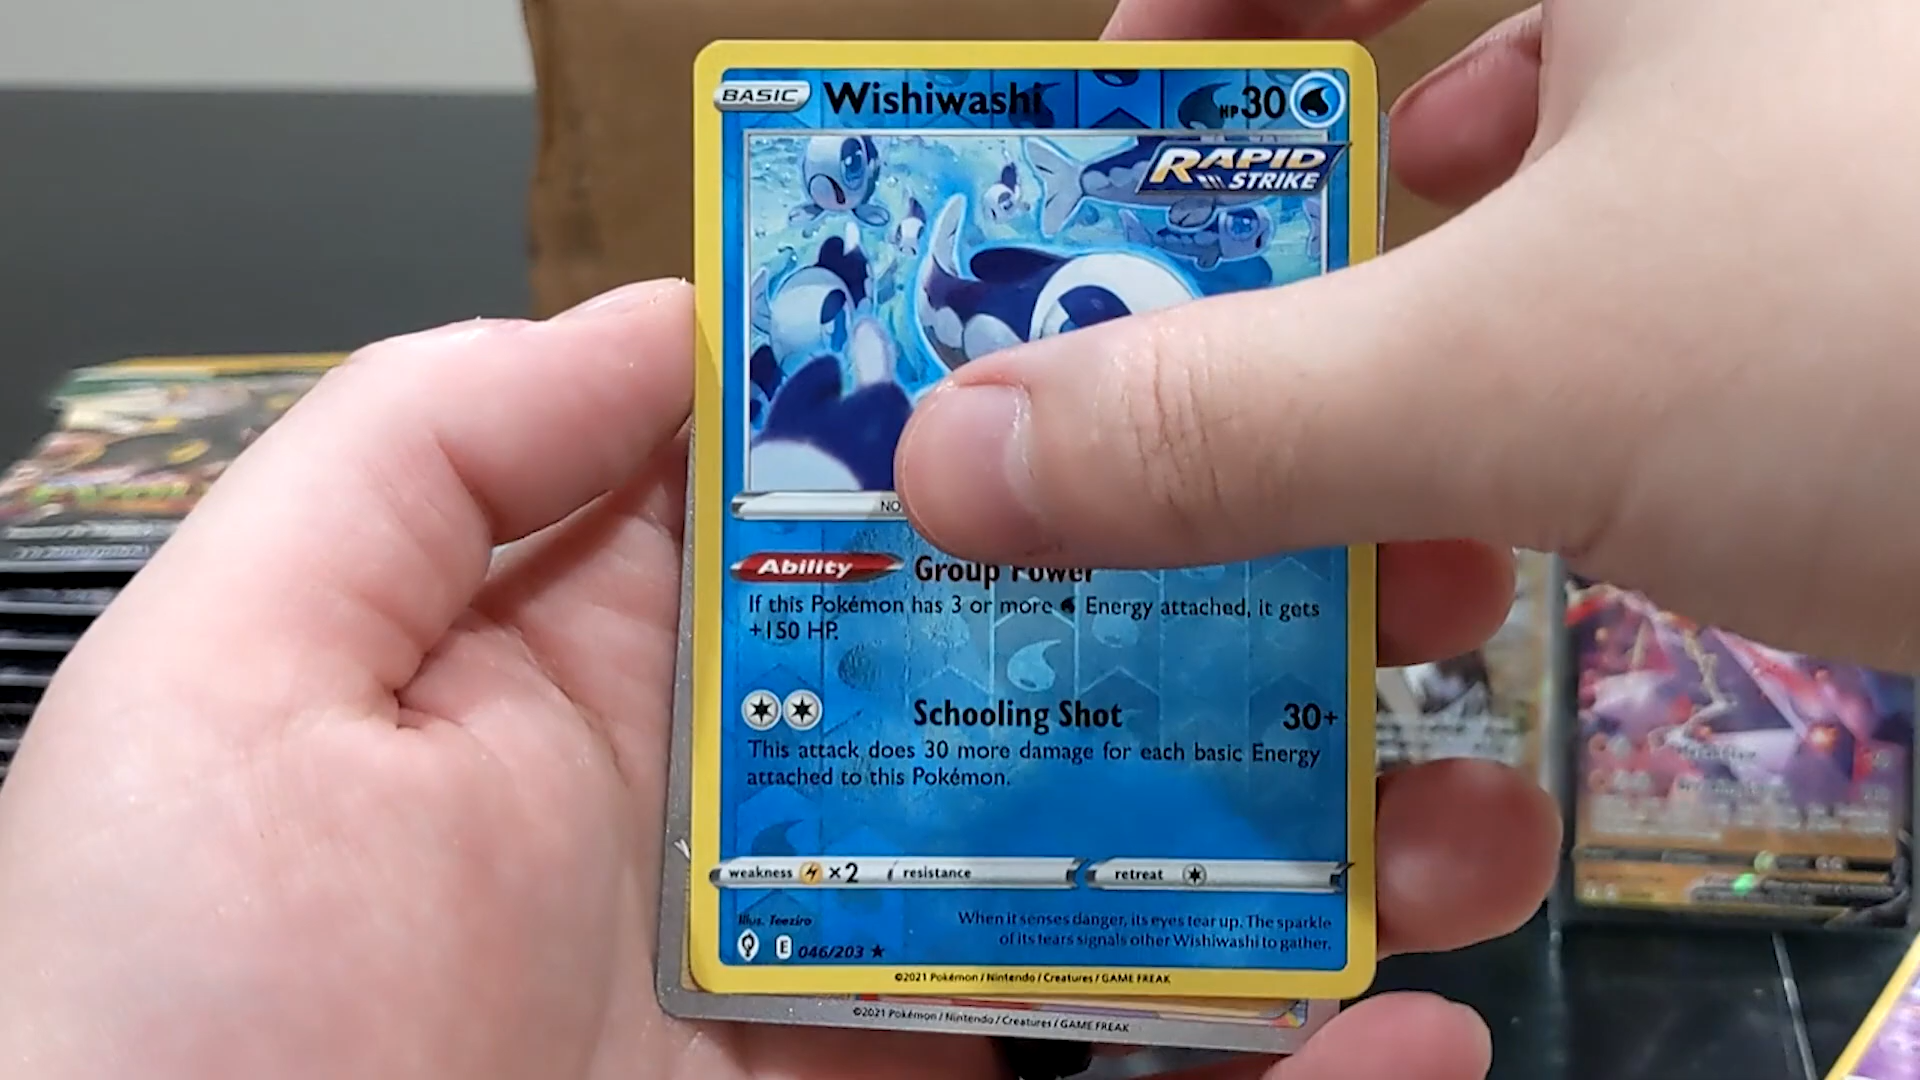 BASIC Wishiwashi HP 30
RAPID
STRIKE
NO
Ability Group Power
If this Pokémon has 3 or more Energy attached, it gets
+150 HP.
Schooling Shot 30+
This attack does 30 more damage for each basic Energy
attached to this Pokémon.
weakness ×2 resistance retreat
Illus. Teeziro
When it senses danger, its eyes tear up. The sparkle
of its tears signals other Wishiwashi to gather.
E 046/203 ★
©2021 Pokémon / Nintendo / Creatures / GAME FREAK
©2021 Pokémon / Nintendo / Creatures / GAME FREAK